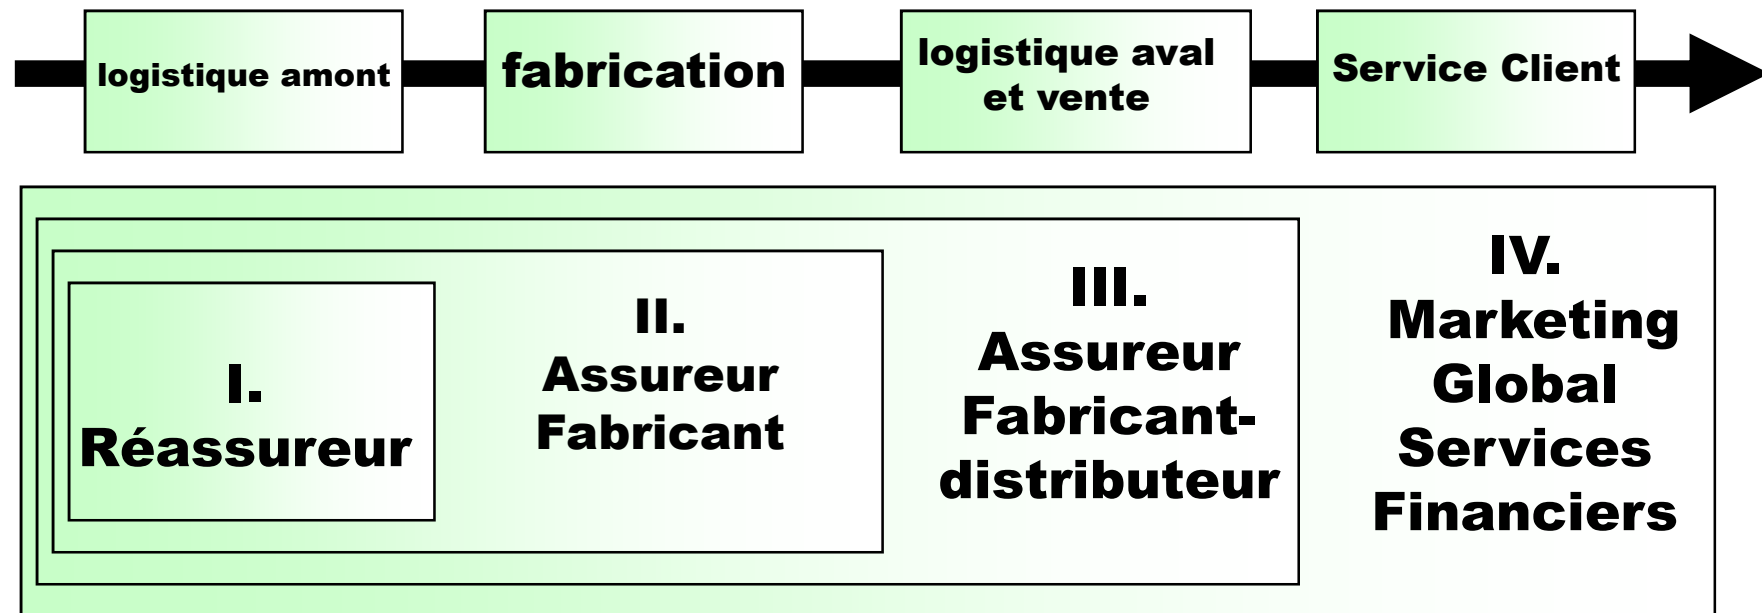 logistique amont
fabrication
logistique aval
et vente
Service Client
I.
Réassureur
II.
Assureur
Fabricant
III.
Assureur
Fabricant-
distributeur
IV.
Marketing
Global
Services
Financiers